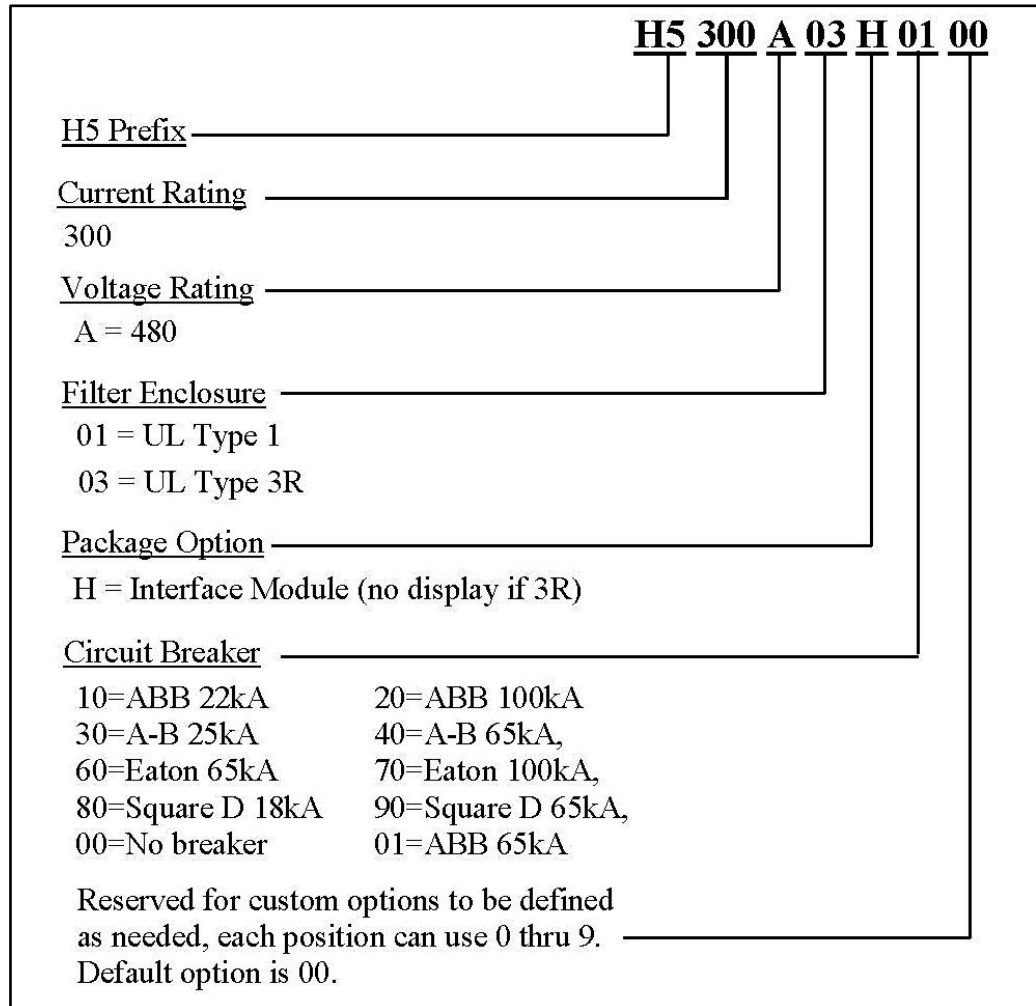 H5 300 A 03 H 01 00
H5 Prefix
Current Rating
300
Voltage Rating
A = 480
Filter Enclosure
01 = UL Type 1
03 = UL Type 3R
Package Option
H = Interface Module (no display if 3R)
Circuit Breaker
10=ABB 22kA 20=ABB 100kA
30=A-B 25kA 40=A-B 65kA,
60=Eaton 65kA 70=Eaton 100kA,
80=Square D 18kA 90=Square D 65kA,
00=No breaker 01=ABB 65kA
Reserved for custom options to be defined
as needed, each position can use 0 thru 9.
Default option is 00.